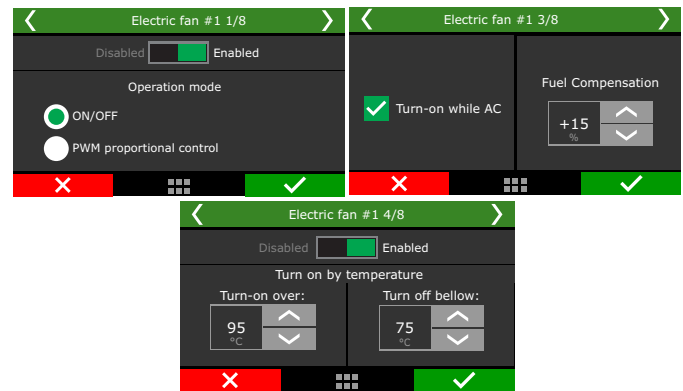 Electric fan #1 1/8
Disabled Enabled
Operation mode
ON/OFF
PWM proportional control
Electric fan #1 3/8
Turn-on while AC
Fuel Compensation
+15
%
Electric fan #1 4/8
Disabled Enabled
Turn on by temperature
Turn-on over:
95
°C
Turn off bellow:
75
°C